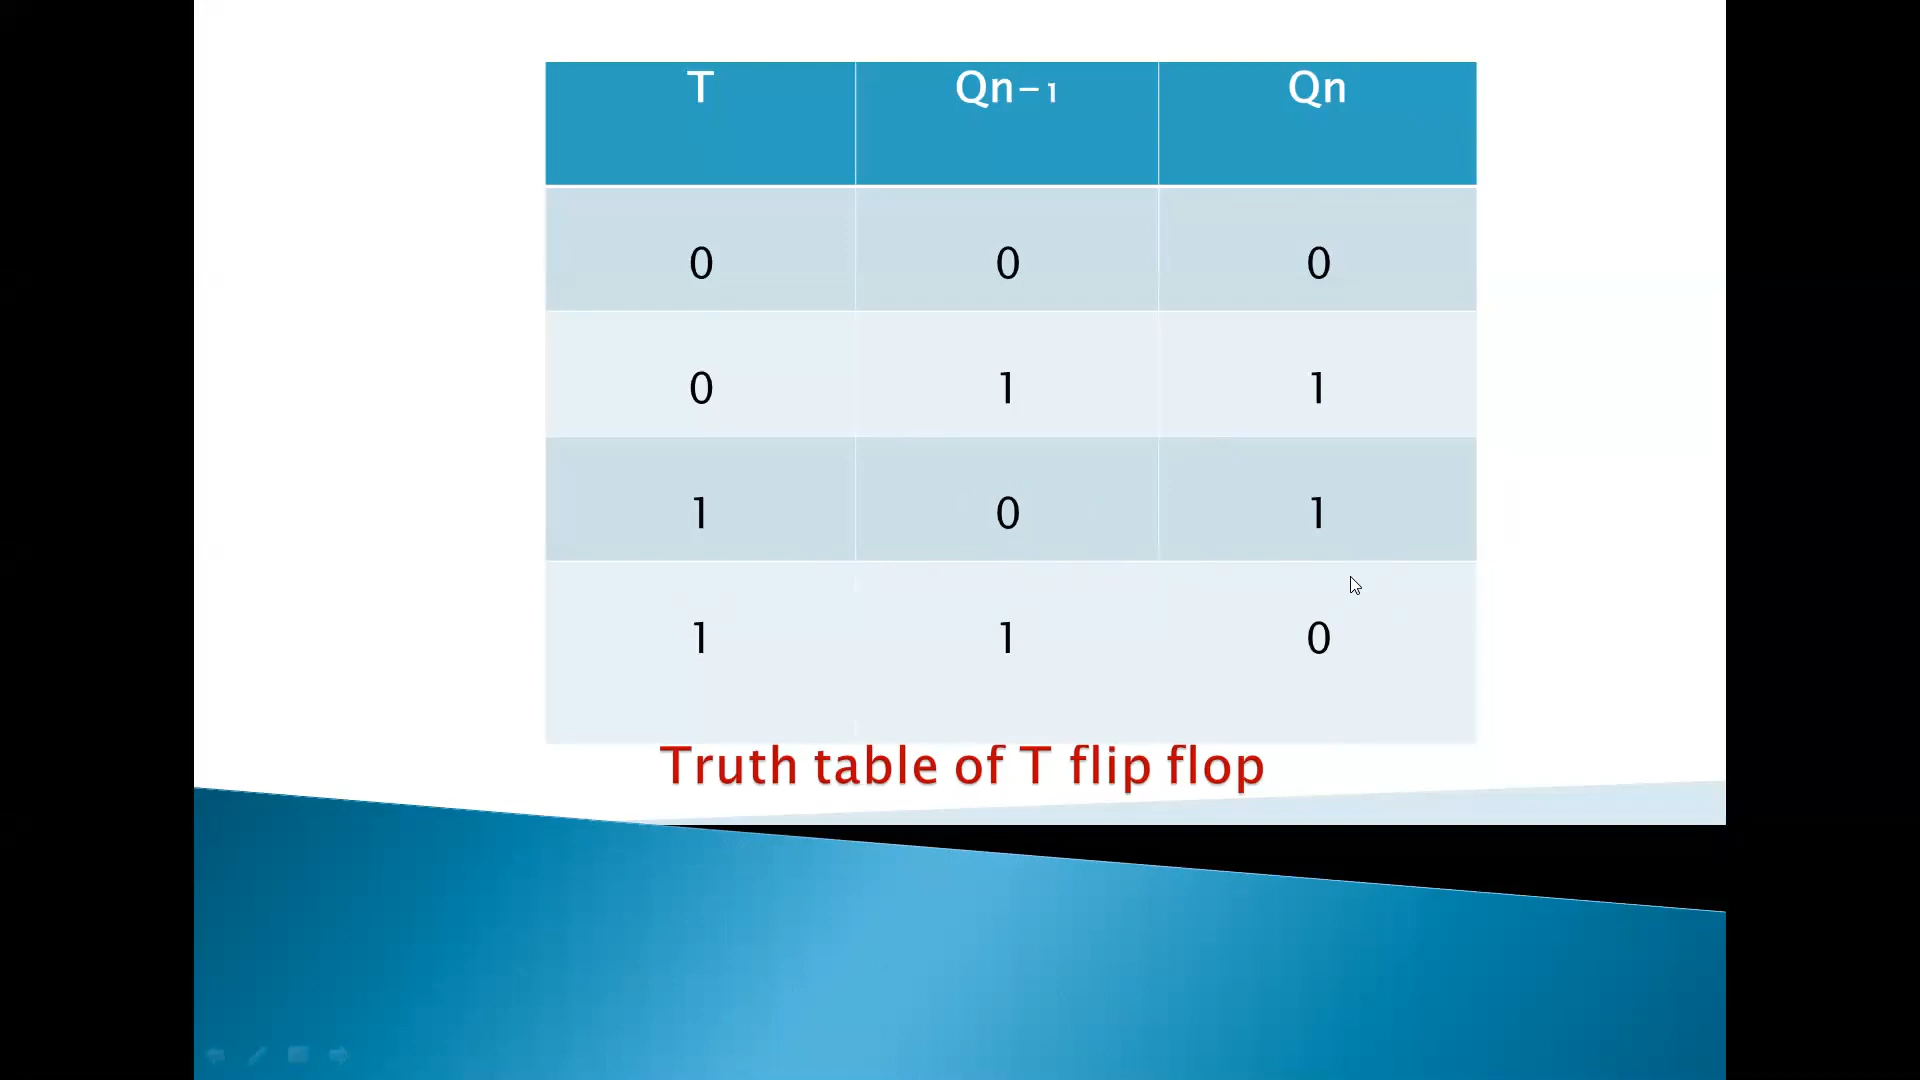 T Qn-1 Qn
0 0 0
0 1 1
1 0 1
1 1 0
Truth table of T flip flop